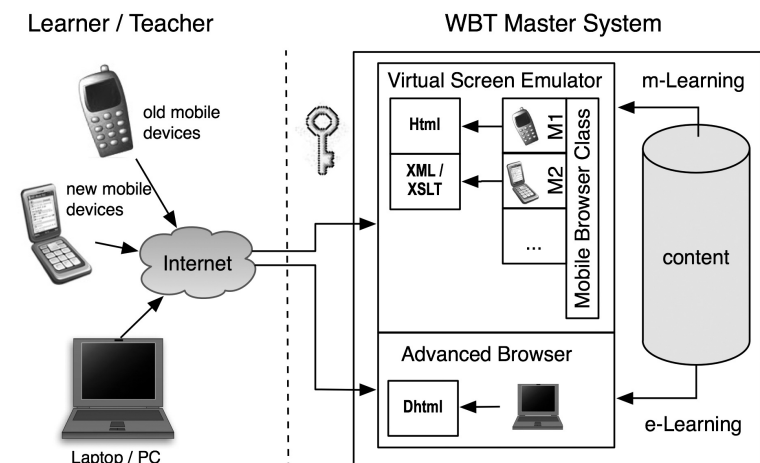 Learner / Teacher
WBT Master System
old mobile
devices
new mobile
devices
Internet
Laptop / PC
Virtual Screen Emulator
Html
M1
XML /
XSLT
M2
...
Mobile Browser Class
Advanced Browser
Dhtml
m-Learning
content
e-Learning